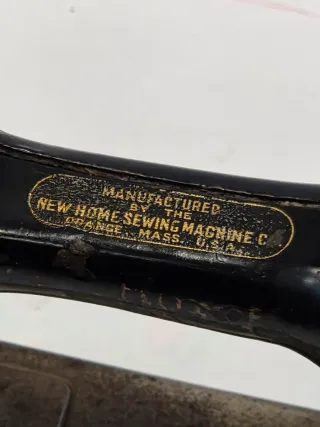 MANUFACTURED
BY THE
NEW HOME SEWING MACHINE C
ORANGE, MASS. U.S.A.